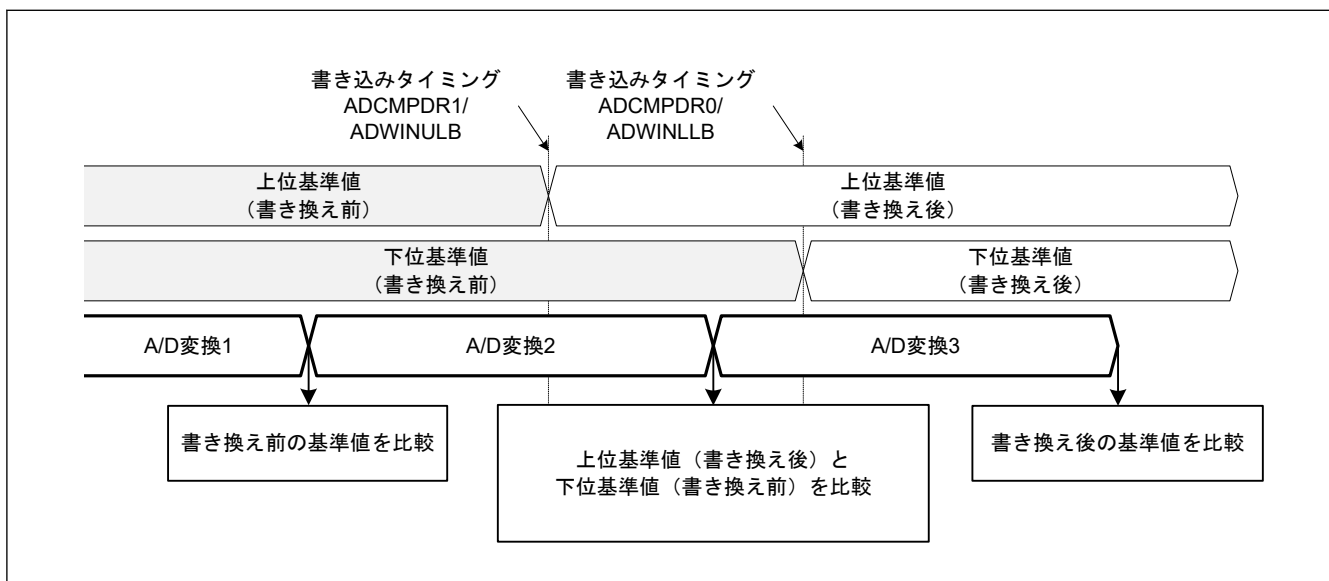 書き込みタイミング
ADCMPDR1/
ADWINULB
書き込みタイミング
ADCMPDR0/
ADWINLLB
上位基準値
（書き換え前）
上位基準値
（書き換え後）
下位基準値
（書き換え前）
下位基準値
（書き換え後）
A/D変換1
A/D変換2
A/D変換3
書き換え前の基準値を比較
上位基準値（書き換え後）と
下位基準値（書き換え前）を比較
書き換え後の基準値を比較